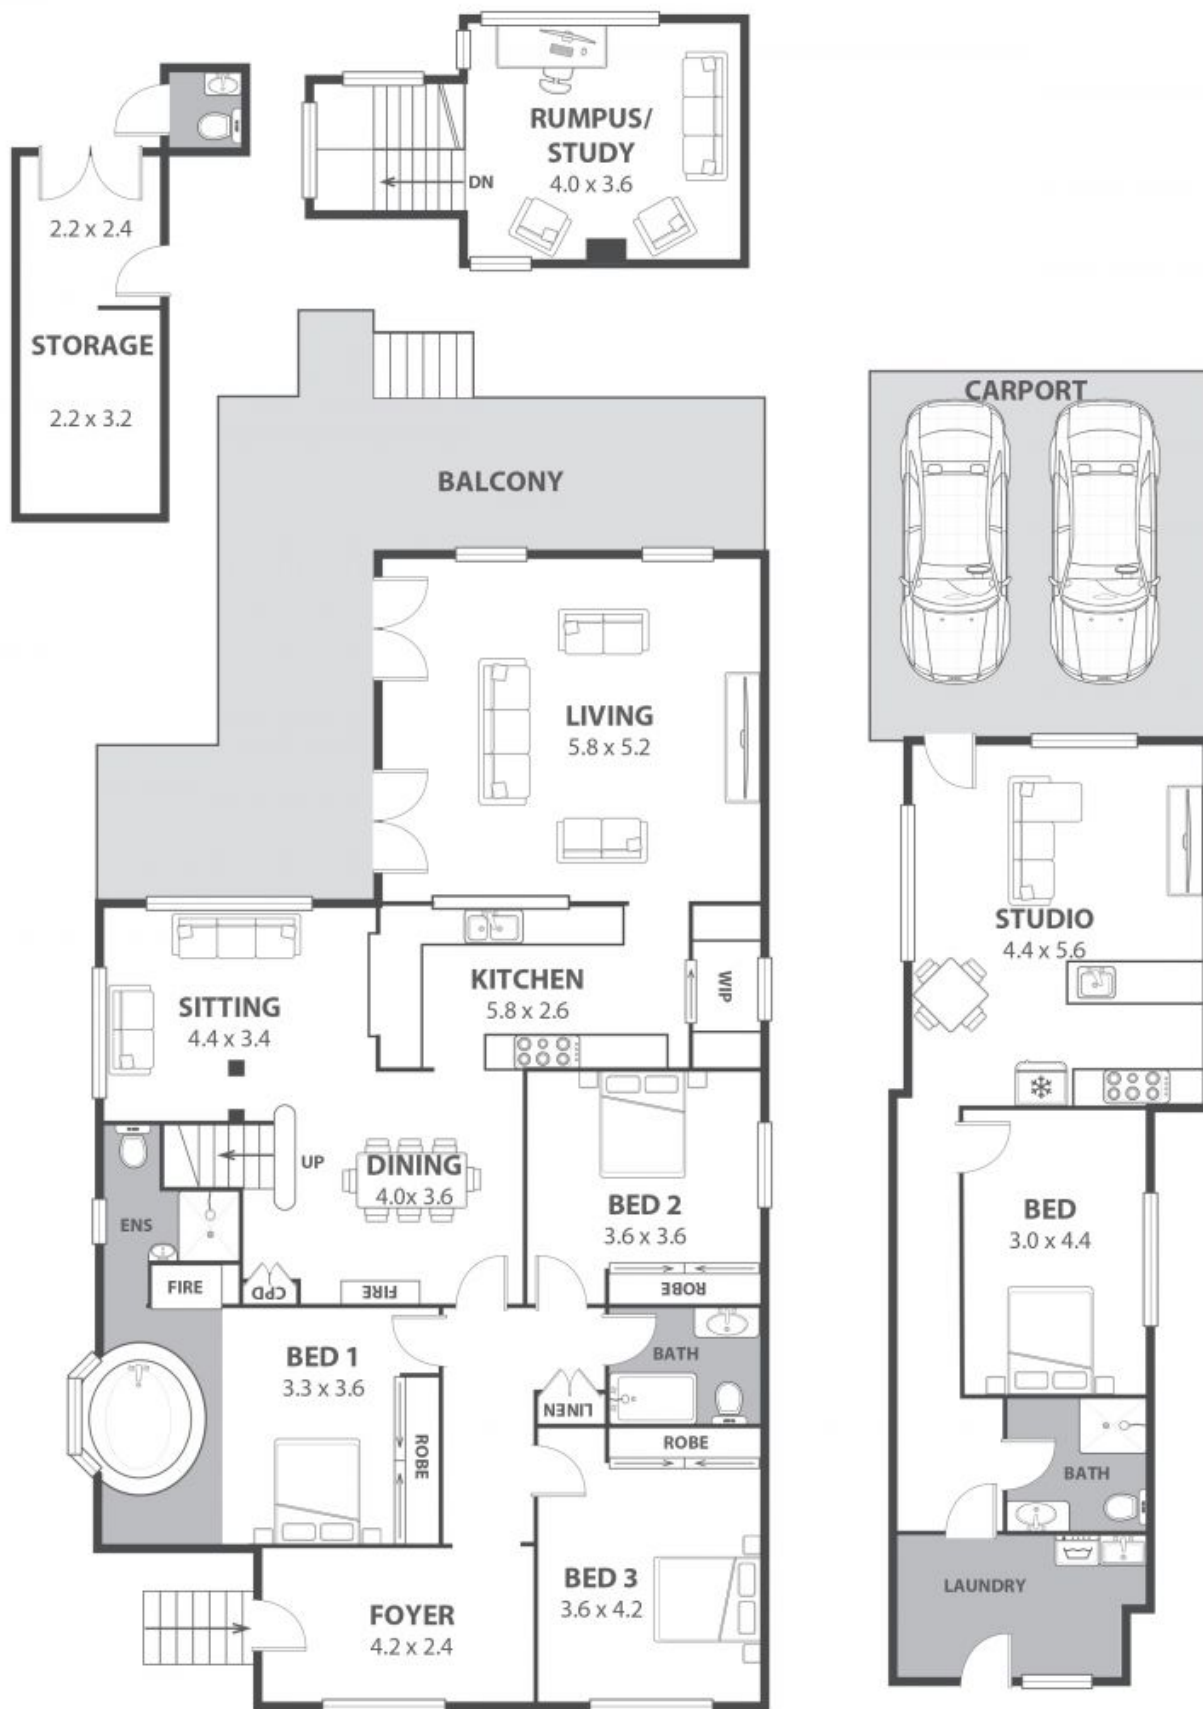 RUMPUS/
STUDY
4.0 x 3.6
DN
2.2 x 2.4
STORAGE
2.2 x 3.2
CARPORT
BALCONY
LIVING
5.8 x 5.2
STUDIO
4.4 x 5.6
KITCHEN
5.8 x 2.6
WIP
SITTING
4.4 x 3.4
UP
DINING
4.0x 3.6
BED 2
3.6 x 3.6
ROBE
ENS
FIRE
CPD
FIRE
BED
3.0 x 4.4
BED 1
3.3 x 3.6
ROBE
BATH
LINEN
ROBE
BATH
BED 3
3.6 x 4.2
FOYER
4.2 x 2.4
LAUNDRY